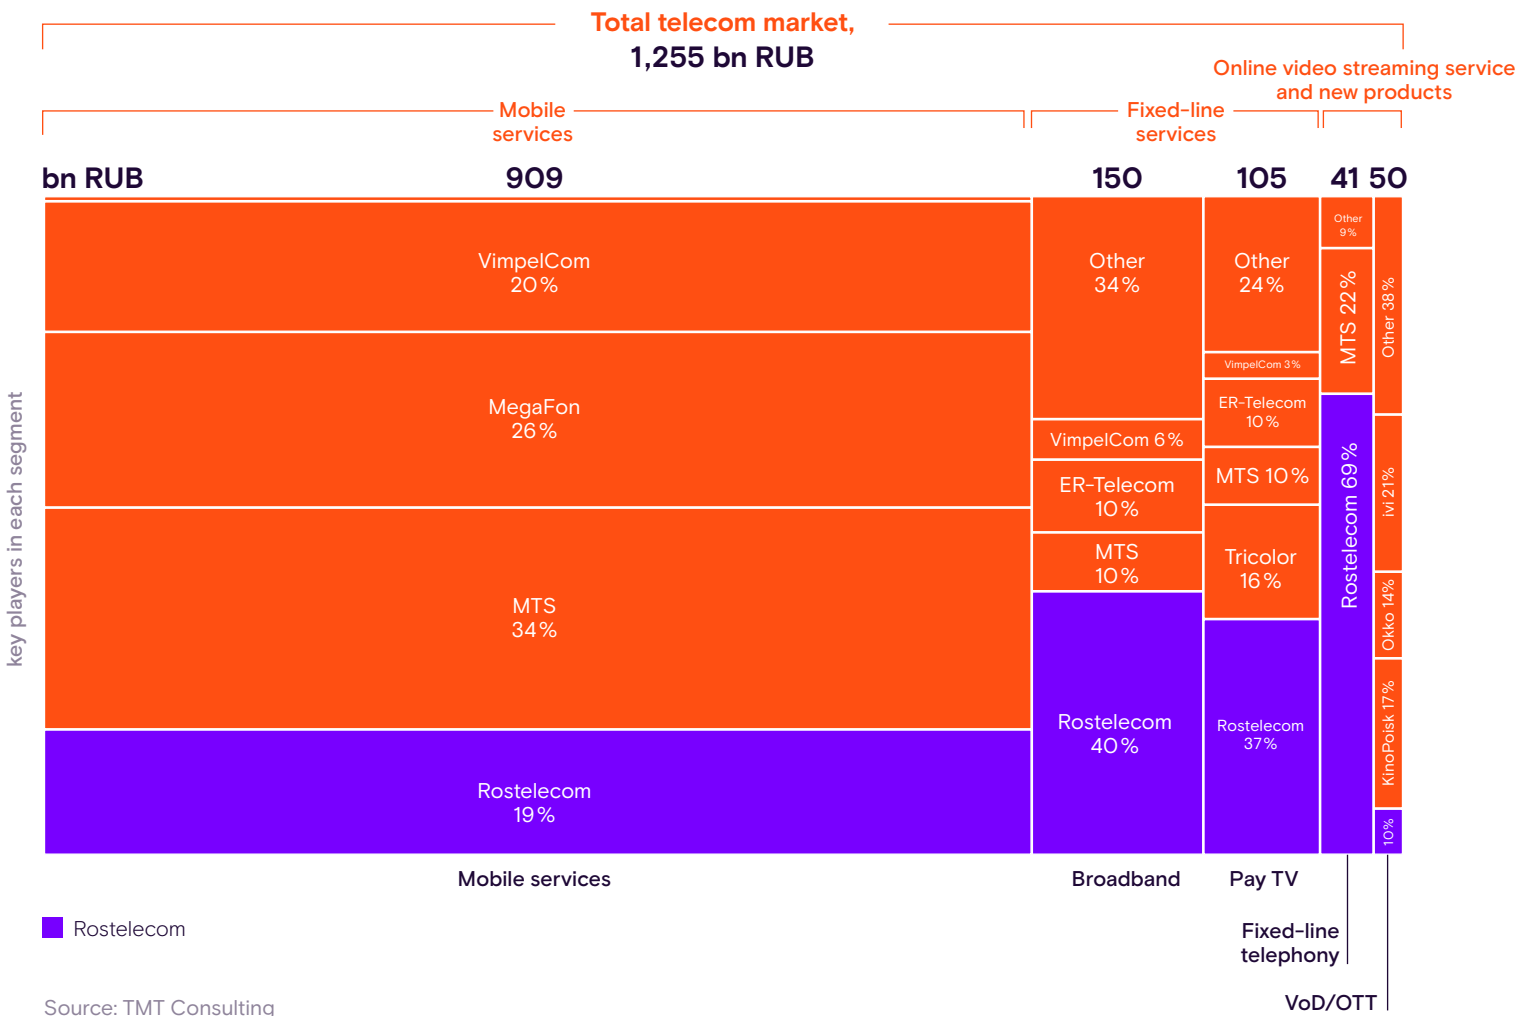 Total telecom market,
1,255 bn RUB
Online video streaming service
and new products
Mobile
services
Fixed-line
services
bn RUB
909
150
105
41
50
key players in each segment
VimpelCom
20%
MegaFon
26%
MTS
34%
Rostelecom
19%
Other
34%
VimpelCom 6%
ER-Telecom
10%
MTS
10%
Rostelecom
40%
Other
24%
VimpelCom 3%
ER-Telecom
10%
MTS 10%
Tricolor
16%
Rostelecom
37%
Other
9%
MTS 22%
Rostelecom 69%
Other 38%
ivi 21%
Okko 14%
KinoPoisk 17%
10%
Mobile services
Broadband
Pay TV
Fixed-line
telephony
VoD/OTT
Rostelecom
Source: TMT Consulting